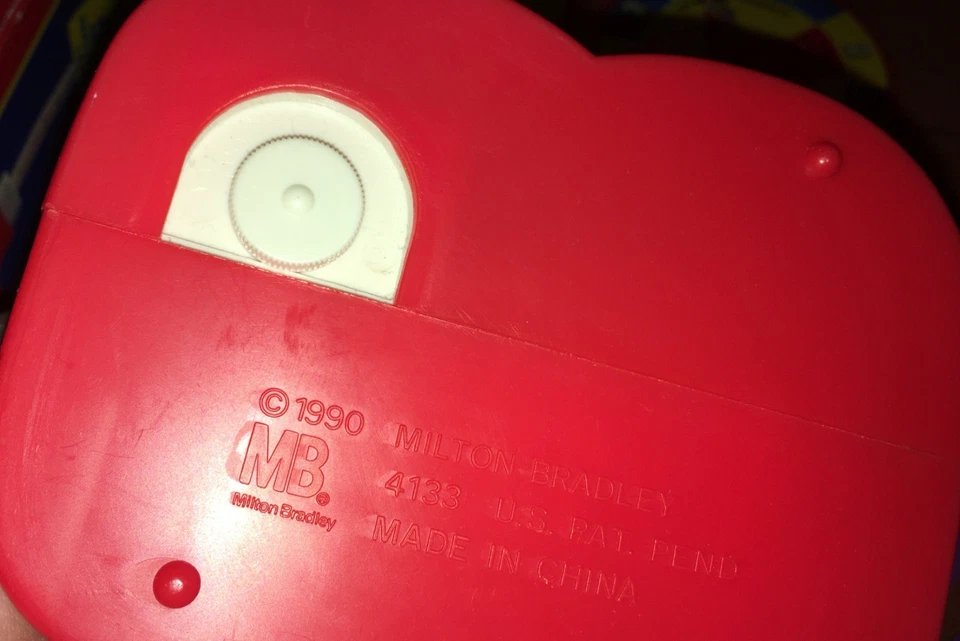 © 1990 MILTON BRADLEY
MB®
Milton Bradley
4133 U.S. PAT. PEND
MADE IN CHINA